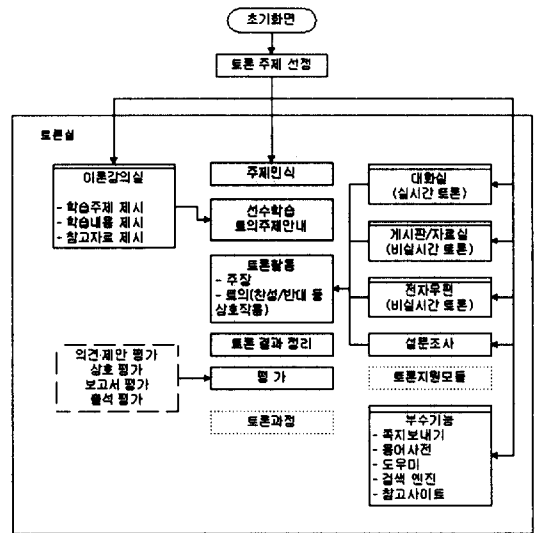 초기화면
토론 주제 선정
토론실
이론강의실
- 학습주제 제시
- 학습내용 제시
- 참고자료 제시
주제인식
선수학습
토의주제안내
토론활동
- 주장
- 토의(찬성/반대 등
상호작용)
토론 결과 정리
평 가
토론과정
의견·제안 평가
상호 평가
보고서 평가
출석 평가
대화실
(실시간 토론)
게시판/자료실
(비실시간 토론)
전자우편
(비실시간 토론)
설문조사
토론지원모듈
부수기능
- 쪽지보내기
- 용어사전
- 도우미
- 검색 엔진
- 참고사이트